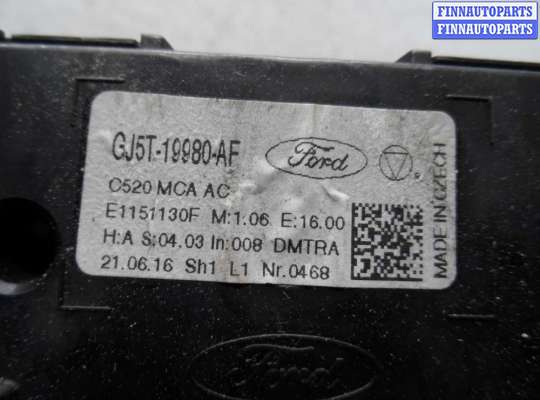 FINNAUTOPARTS
FINNAUTOPARTS
GJ5T-19980-AF
Ford
C520 MCA AC
E1151130F M:1.06 E:16.00
H:A S:04.03 In:008 DMTRA
21.06.16 Sh1 L1 Nr.0468
MADE IN CZECH
Ford